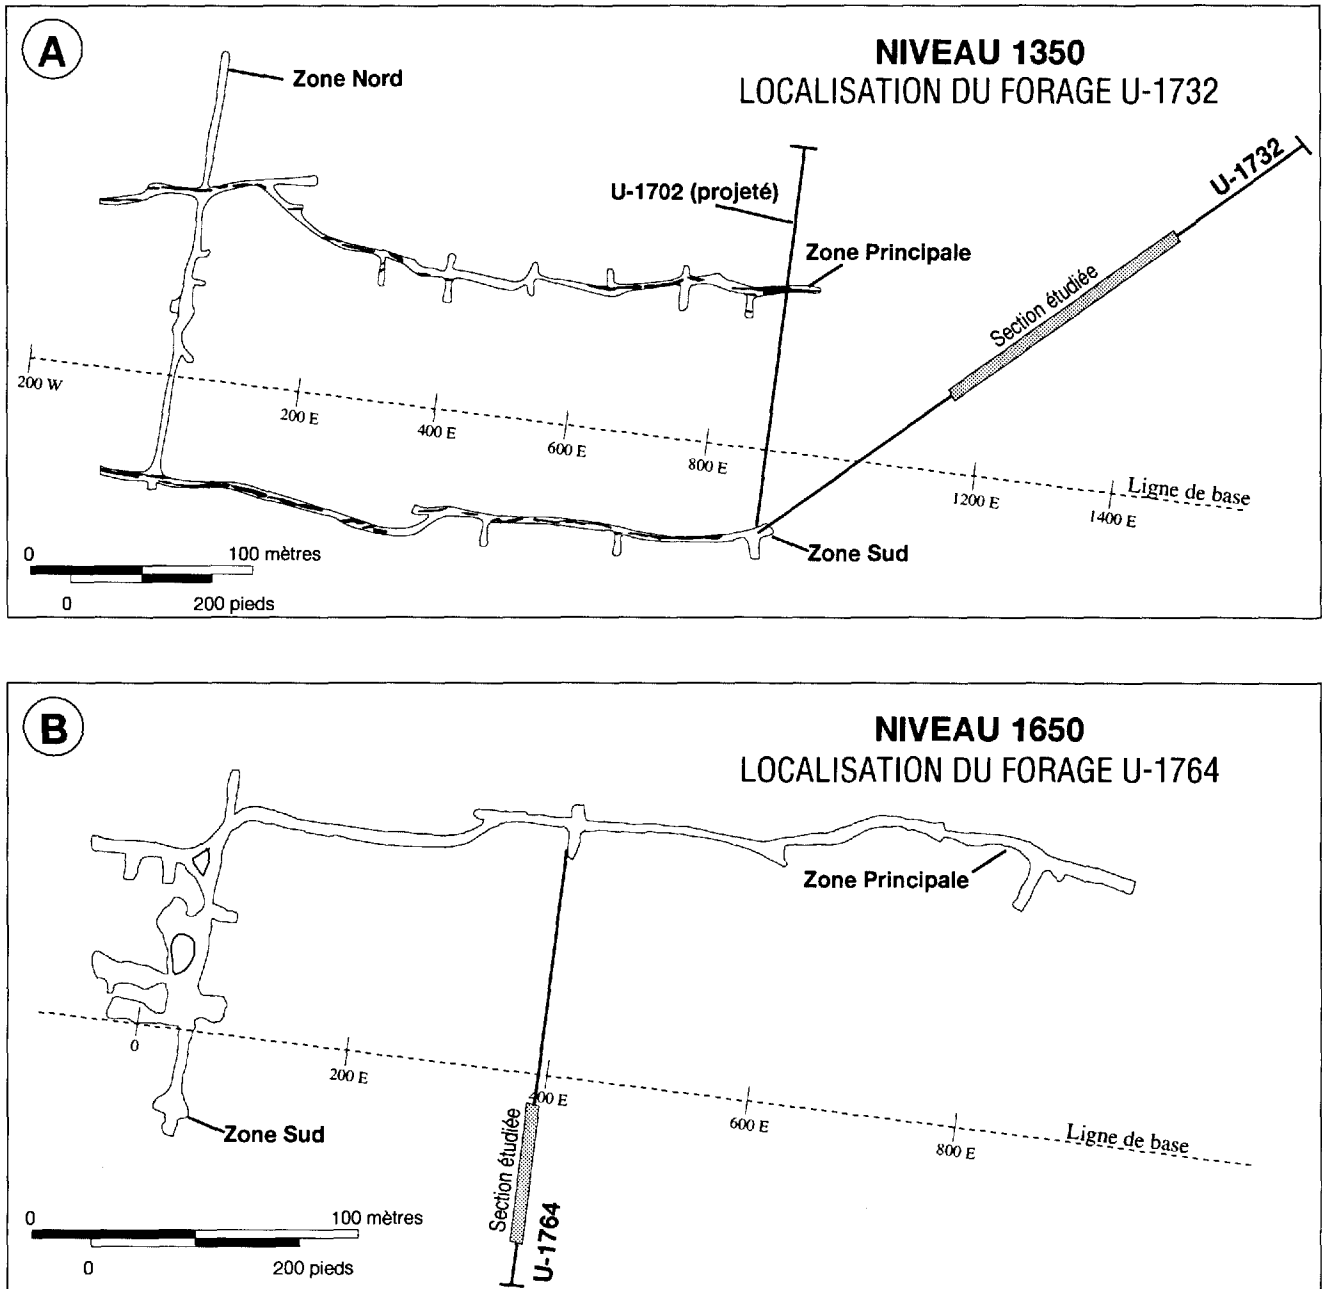 A
NIVEAU 1350
LOCALISATION DU FORAGE U-1732
Zone Nord
U-1732
U-1702 (projeté)
Zone Principale
Section étudiée
200 W
200 E
400 E
600 E
800 E
1200 E
1400 E
Ligne de base
Zone Sud
0 100 mètres
0 200 pieds
B
NIVEAU 1650
LOCALISATION DU FORAGE U-1764
Zone Principale
0
200 E
400 E
600 E
800 E
Ligne de base
Zone Sud
Section étudiée
U-1764
0 100 mètres
0 200 pieds